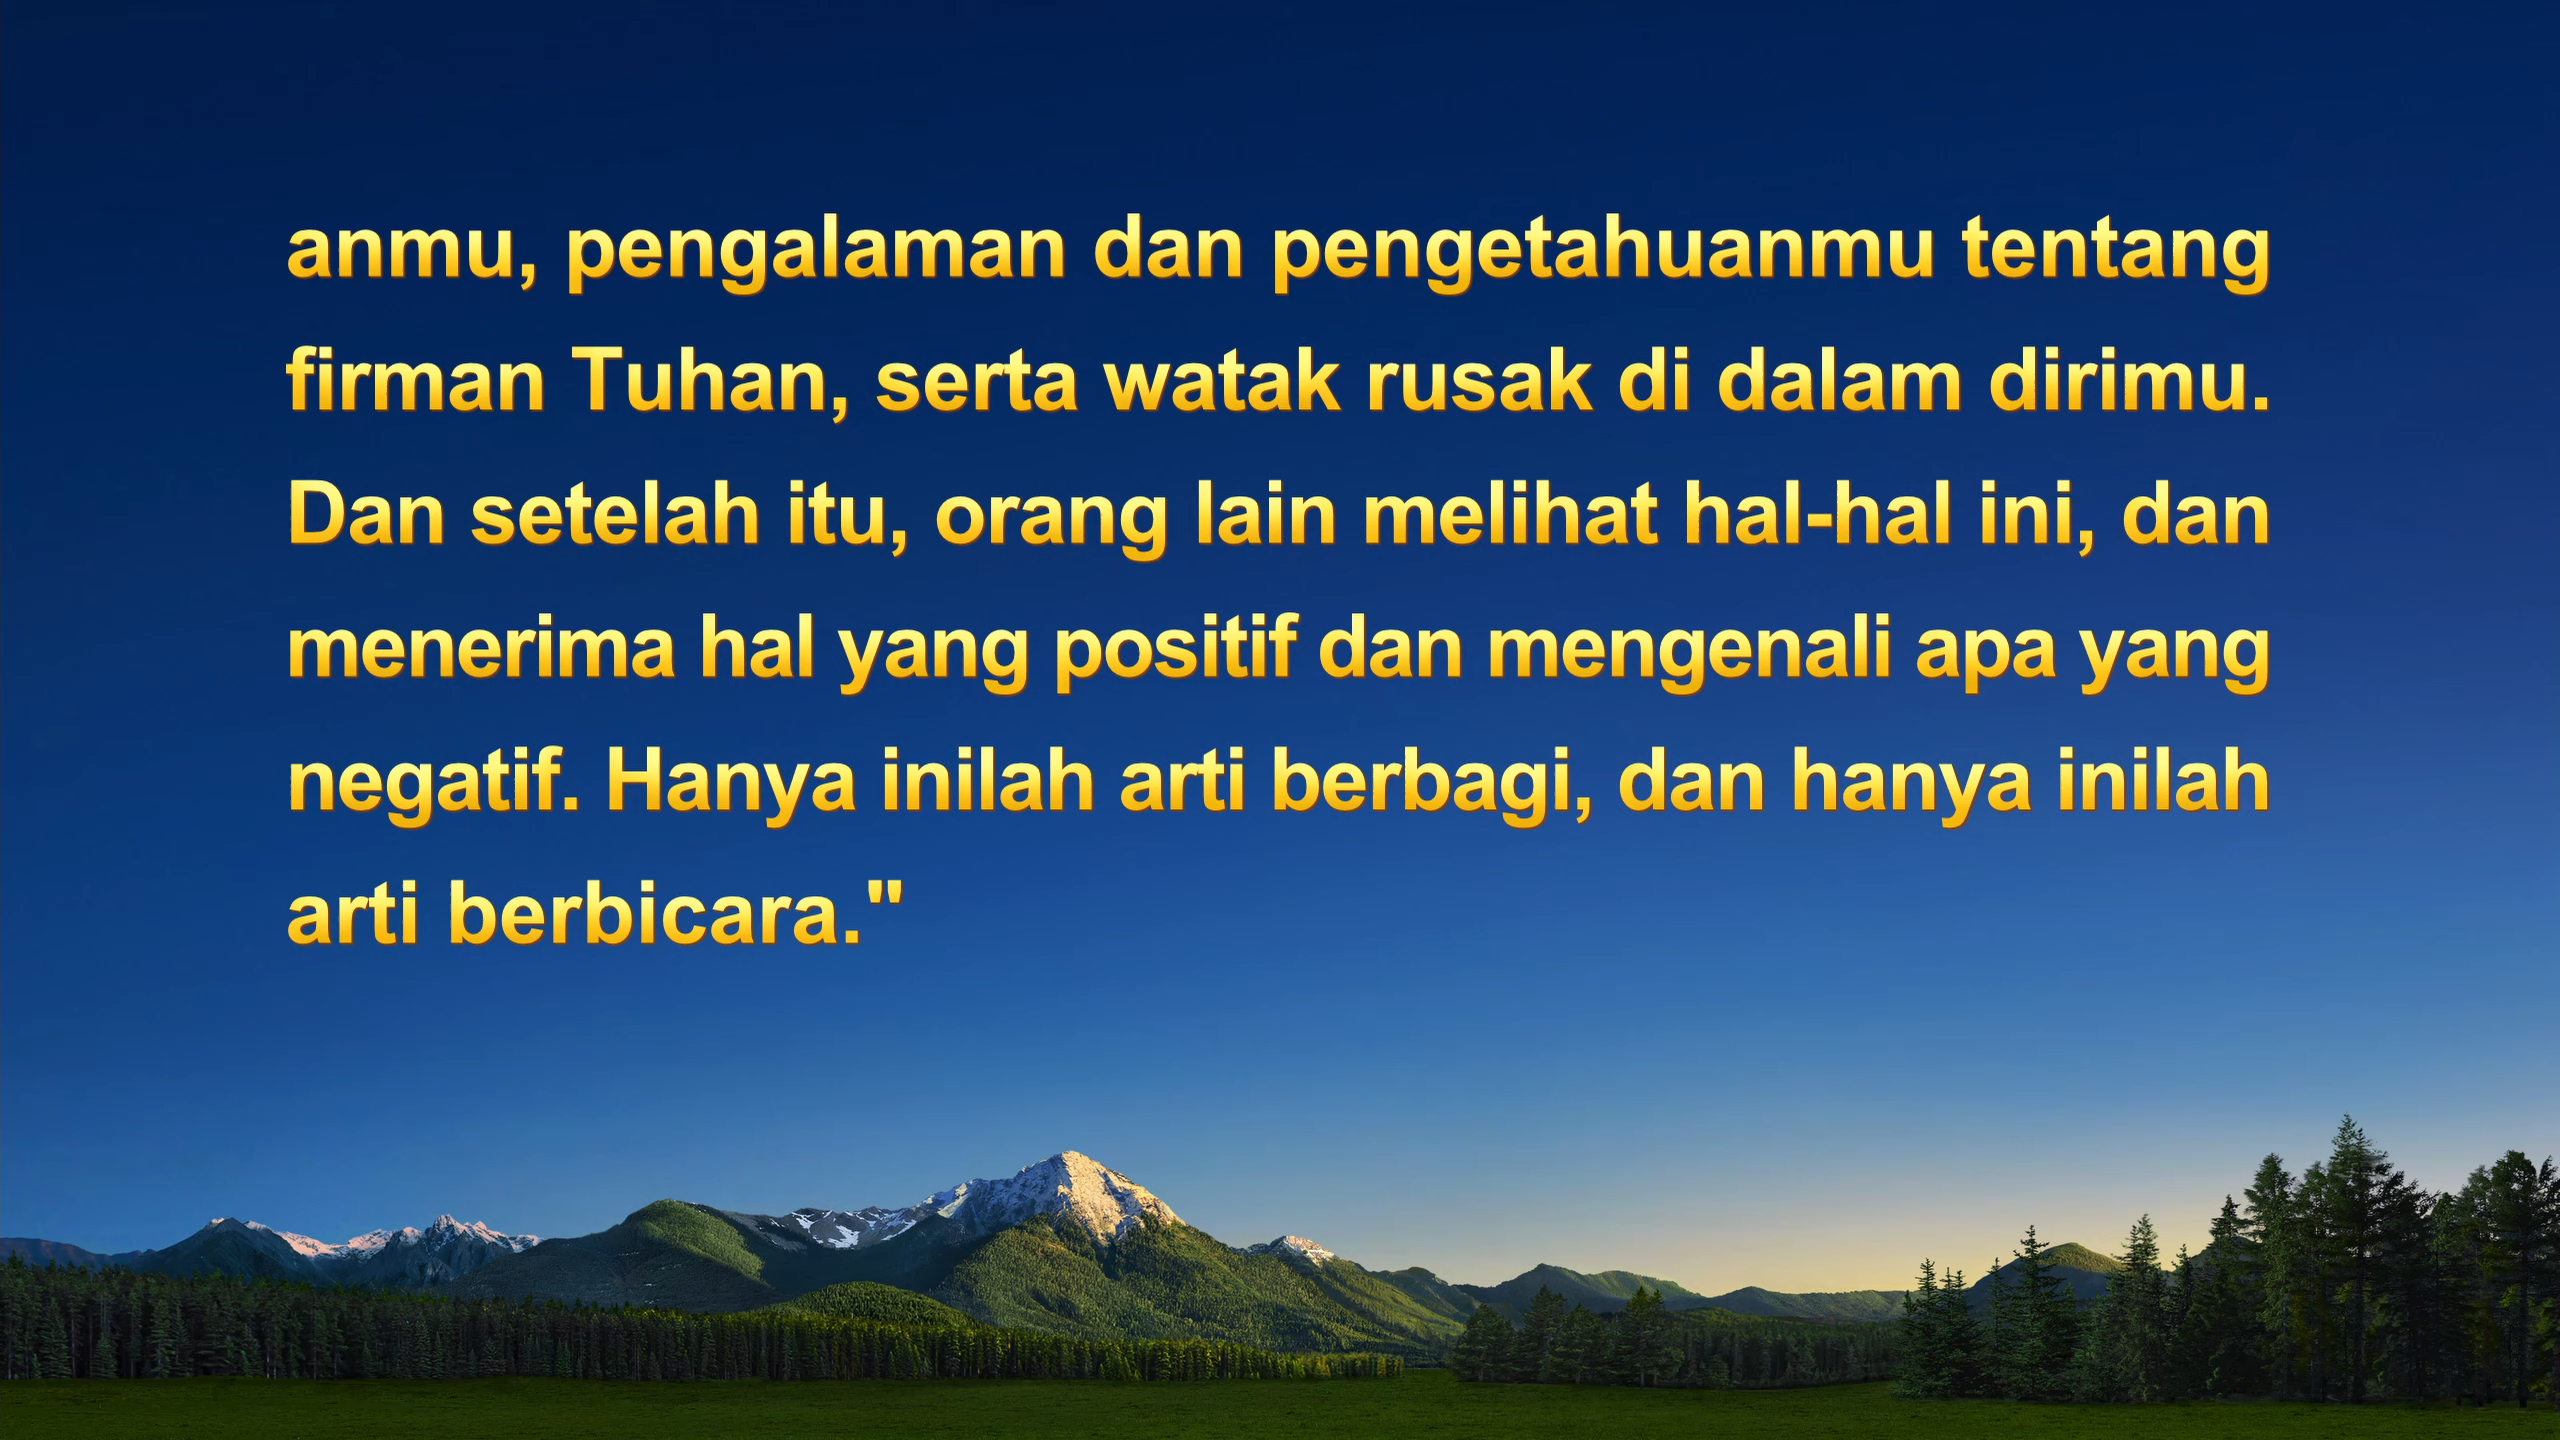 anmu, pengalaman dan pengetahuanmu tentang
firman Tuhan, serta watak rusak di dalam dirimu.
Dan setelah itu, orang lain melihat hal-hal ini, dan
menerima hal yang positif dan mengenali apa yang
negatif. Hanya inilah arti berbagi, dan hanya inilah
arti berbicara."